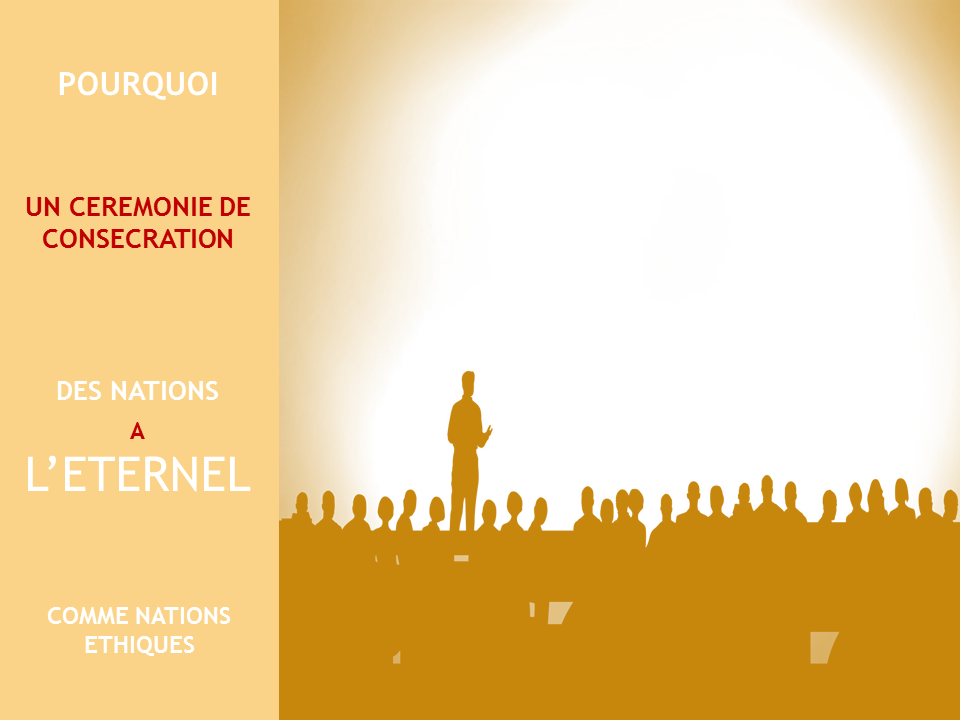 POURQUOI
UN CEREMONIE DE
CONSECRATION
DES NATIONS
A
L’ETERNEL
COMME NATIONS
ETHIQUES